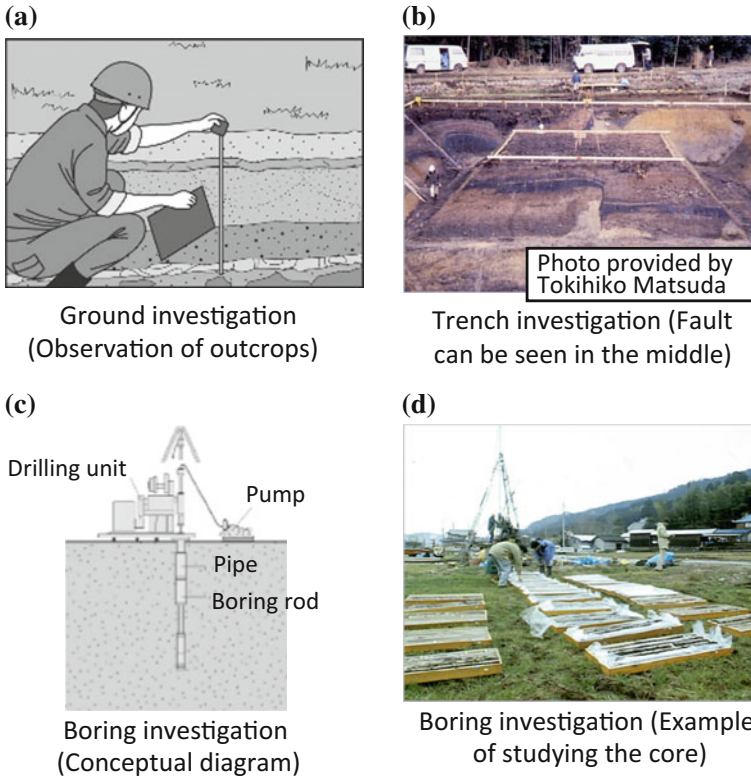 (a)
Ground investigation
(Observation of outcrops)
(b)
Photo provided by
Tokihiko Matsuda
Trench investigation (Fault
can be seen in the middle)
(c)
Drilling unit
Pump
Pipe
Boring rod
Boring investigation
(Conceptual diagram)
(d)
Boring investigation (Example
of studying the core)